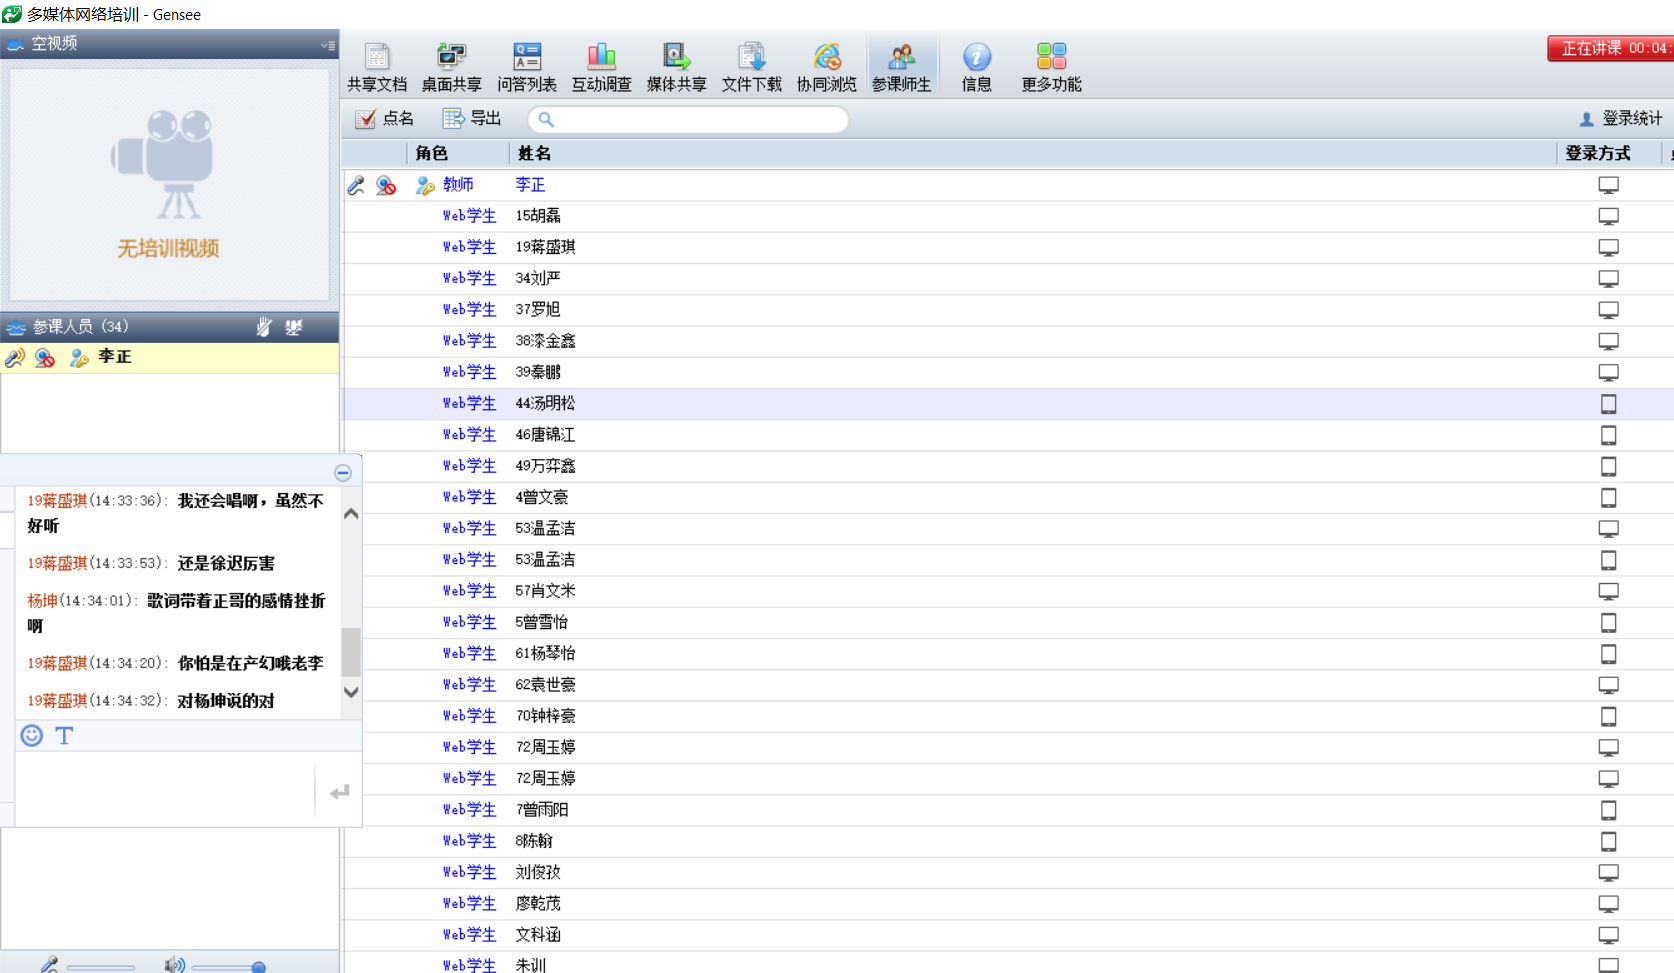 多媒体网络培训 - Gensee
空视频
共享文档 桌面共享 问答列表 互动调查 媒体共享 文件下载 协同浏览 参课师生 信息 更多功能
正在讲课 00:04:
点名 导出
登录统计
无培训视频
参课人员 (34)
李正
19蒋盛琪(14:33:36): 我还会唱啊，虽然不
好听
19蒋盛琪(14:33:53): 还是徐迟厉害
杨坤(14:34:01): 歌词带着正哥的感情挫折
啊
19蒋盛琪(14:34:20): 你怕是在产幻哦老李
19蒋盛琪(14:34:32): 对杨坤说的对
T
角色 姓名 登录方式
教师 李正
Web学生 15胡磊
Web学生 19蒋盛琪
Web学生 34刘严
Web学生 37罗旭
Web学生 38漆金鑫
Web学生 39秦鹏
Web学生 44汤明松
Web学生 46唐锦江
Web学生 49万弈鑫
Web学生 4曾文豪
Web学生 53温孟洁
Web学生 53温孟洁
Web学生 57肖文米
Web学生 5曾雪怡
Web学生 61杨琴怡
Web学生 62袁世豪
Web学生 70钟梓豪
Web学生 72周玉婷
Web学生 72周玉婷
Web学生 7曾雨阳
Web学生 8陈翰
Web学生 刘俊孜
Web学生 廖乾茂
Web学生 文科涵
Web学生 朱训